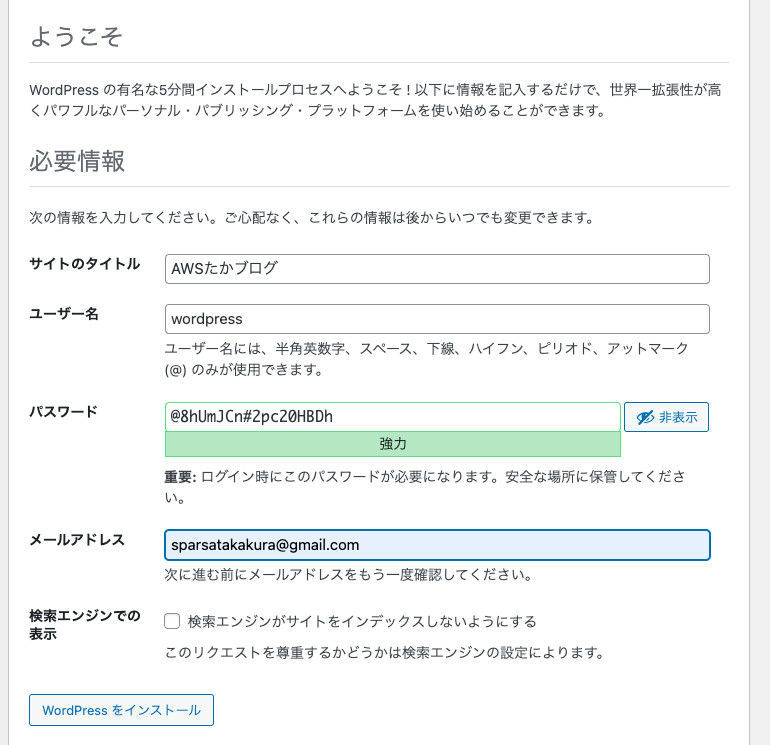 ようこそ
WordPress の有名な5分間インストールプロセスへようこそ ! 以下に情報を記入するだけで、世界一拡張性が高
くパワフルなパーソナル・パブリッシング・プラットフォームを使い始めることができます。
必要情報
次の情報を入力してください。ご心配なく、これらの情報は後からいつでも変更できます。
サイトのタイトル
AWSたかブログ
ユーザー名
wordpress
ユーザー名には、半角英数字、スペース、下線、ハイフン、ピリオド、アットマーク
(@) のみが使用できます。
パスワード
@8hUmJCn#2pc20HBDh
非表示
強力
重要: ログイン時にこのパスワードが必要になります。安全な場所に保管してくださ
い。
メールアドレス
sparsatakakura@gmail.com
次に進む前にメールアドレスをもう一度確認してください。
検索エンジンでの
表示
検索エンジンがサイトをインデックスしないようにする
このリクエストを尊重するかどうかは検索エンジンの設定によります。
WordPress をインストール